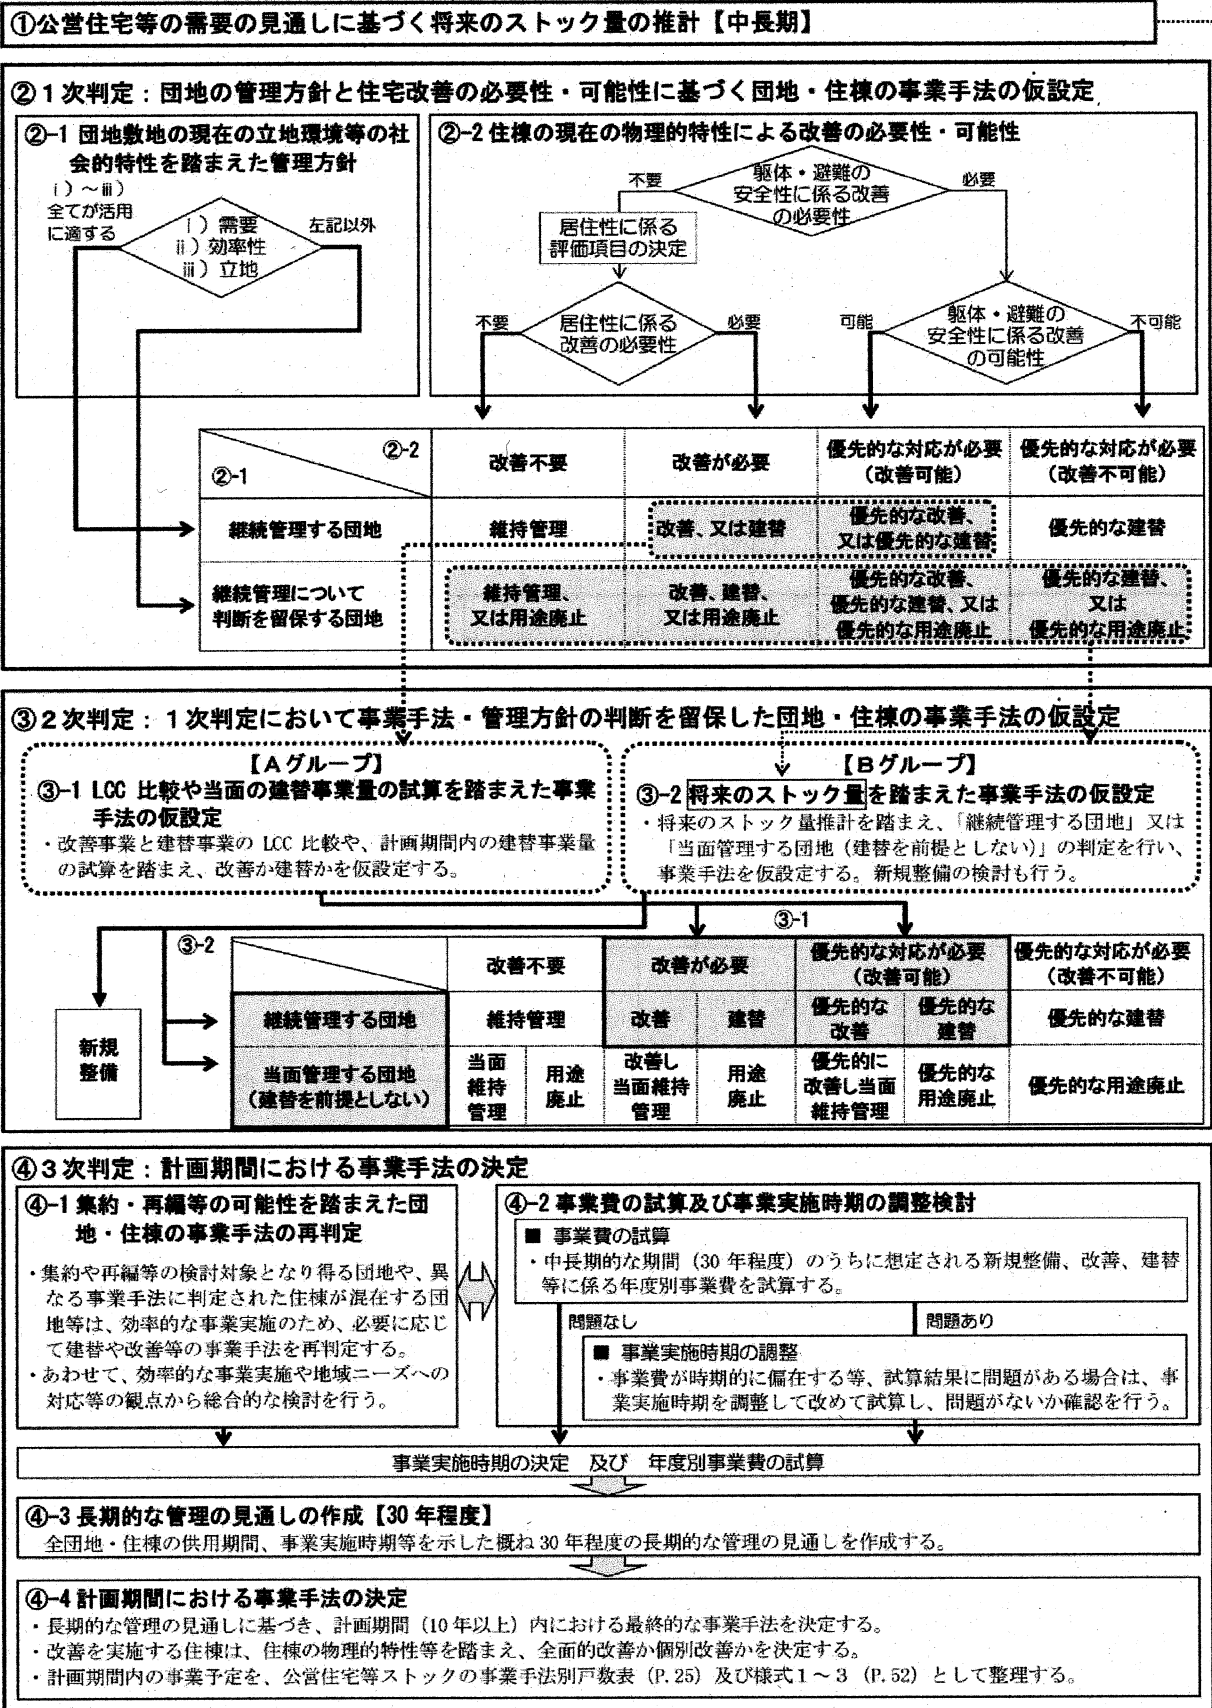 ①公営住宅等の需要の見通しに基づく将来のストック量の推計【中長期】
②１次判定：団地の管理方針と住宅改善の必要性・可能性に基づく団地・住棟の事業手法の仮設定
②-1 団地敷地の現在の立地環境等の社
会的特性を踏まえた管理方針
ⅰ）～ⅲ）
全てが活用
に適する
ⅰ）需要
ⅱ）効率性
ⅲ）立地
左記以外
②-2 住棟の現在の物理的特性による改善の必要性・可能性
不要
躯体・避難の
安全性に係る改善
の必要性
必要
居住性に係る
評価項目の決定
不要
居住性に係る
改善の必要性
必要
可能
躯体・避難の
安全性に係る改善
の可能性
不可能
②-2
②-1
改善不要
改善が必要
優先的な対応が必要
（改善可能）
優先的な対応が必要
（改善不可能）
継続管理する団地
維持管理
改善、又は建替
優先的な改善、
又は優先的な建替
優先的な建替
継続管理について
判断を留保する団地
維持管理、
又は用途廃止
改善、建替、
又は用途廃止
優先的な改善、
優先的な建替、又は
優先的な用途廃止
優先的な建替、
又は
優先的な用途廃止
③２次判定：１次判定において事業手法・管理方針の判断を留保した団地・住棟の事業手法の仮設定
【Ａグループ】
③-1 LCC 比較や当面の建替事業量の試算を踏まえた事業
手法の仮設定
・改善事業と建替事業の LCC 比較や、計画期間内の建替事業量
の試算を踏まえ、改善か建替かを仮設定する。
【Ｂグループ】
③-2 将来のストック量を踏まえた事業手法の仮設定
・将来のストック量推計を踏まえ、「継続管理する団地」又は
「当面管理する団地（建替を前提としない）」の判定を行い、
事業手法を仮設定する。新規整備の検討も行う。
③-1
③-2
改善不要
改善が必要
優先的な対応が必要
（改善可能）
優先的な対応が必要
（改善不可能）
新規
整備
継続管理する団地
維持管理
改善
建替
優先的な
改善
優先的な
建替
優先的な建替
当面管理する団地
（建替を前提としない）
当面
維持
管理
用途
廃止
改善し
当面維持
管理
用途
廃止
優先的に
改善し当面
維持管理
優先的な
用途廃止
優先的な用途廃止
④３次判定：計画期間における事業手法の決定
④-1 集約・再編等の可能性を踏まえた団
地・住棟の事業手法の再判定
・集約や再編等の検討対象となり得る団地や、異
なる事業手法に判定された住棟が混在する団
地等は、効率的な事業実施のため、必要に応じ
て建替や改善等の事業手法を再判定する。
・あわせて、効率的な事業実施や地域ニーズへの
対応等の観点から総合的な検討を行う。
④-2 事業費の試算及び事業実施時期の調整検討
■ 事業費の試算
・中長期的な期間（30 年程度）のうちに想定される新規整備、改善、建替
等に係る年度別事業費を試算する。
問題なし
問題あり
■ 事業実施時期の調整
・事業費が時期的に偏在する等、試算結果に問題がある場合は、事
業実施時期を調整して改めて試算し、問題がないか確認を行う。
事業実施時期の決定　及び　年度別事業費の試算
④-3 長期的な管理の見通しの作成【30 年程度】
全団地・住棟の供用期間、事業実施時期等を示した概ね 30 年程度の長期的な管理の見通しを作成する。
④-4 計画期間における事業手法の決定
・長期的な管理の見通しに基づき、計画期間（10 年以上）内における最終的な事業手法を決定する。
・改善を実施する住棟は、住棟の物理的特性等を踏まえ、全面的改善か個別改善かを決定する。
・計画期間内の事業予定を、公営住宅等ストックの事業手法別戸数表（P.25）及び様式１～３（P.52）として整理する。